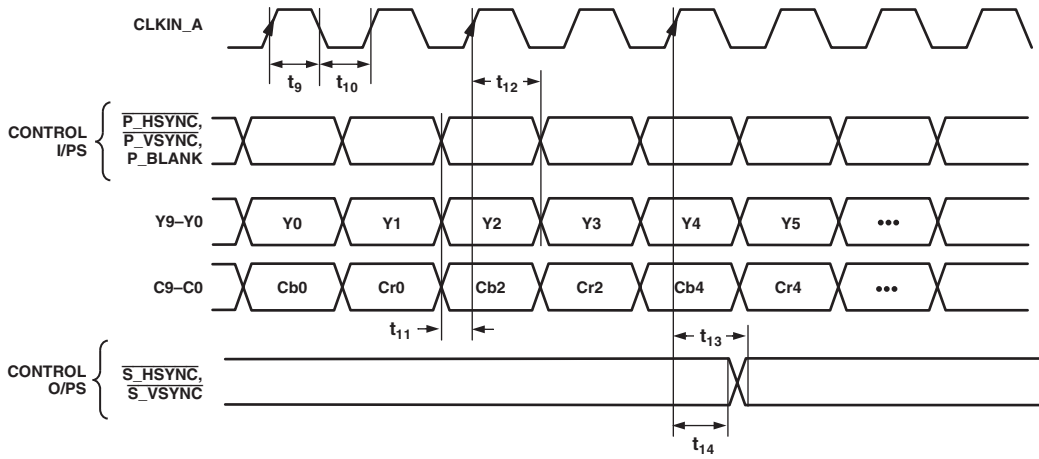 CLKIN_A
t9 t10 t12
CONTROL I/PS
P_HSYNC,
P_VSYNC,
P_BLANK
Y9–Y0 Y0 Y1 Y2 Y3 Y4 Y5 •••
C9–C0 Cb0 Cr0 Cb2 Cr2 Cb4 Cr4 •••
t11 t13
CONTROL O/PS
S_HSYNC,
S_VSYNC
t14